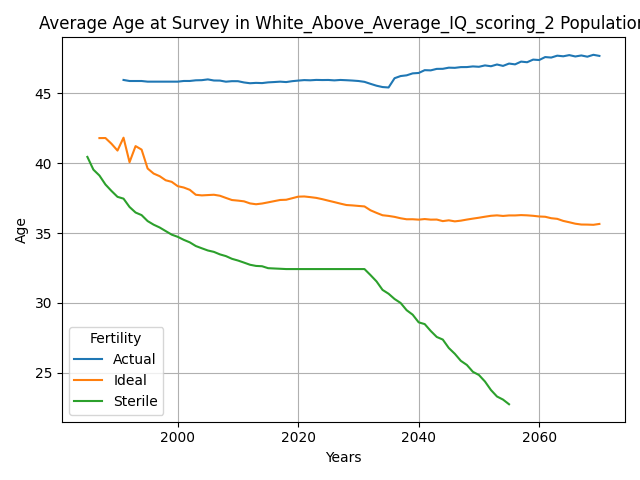 Average Age at Survey in White_Above_Average_IQ_scoring_2 Population
Age
45
40
35
30
25
Fertility
Actual
Ideal
Sterile
2000 2020 2040 2060
Years